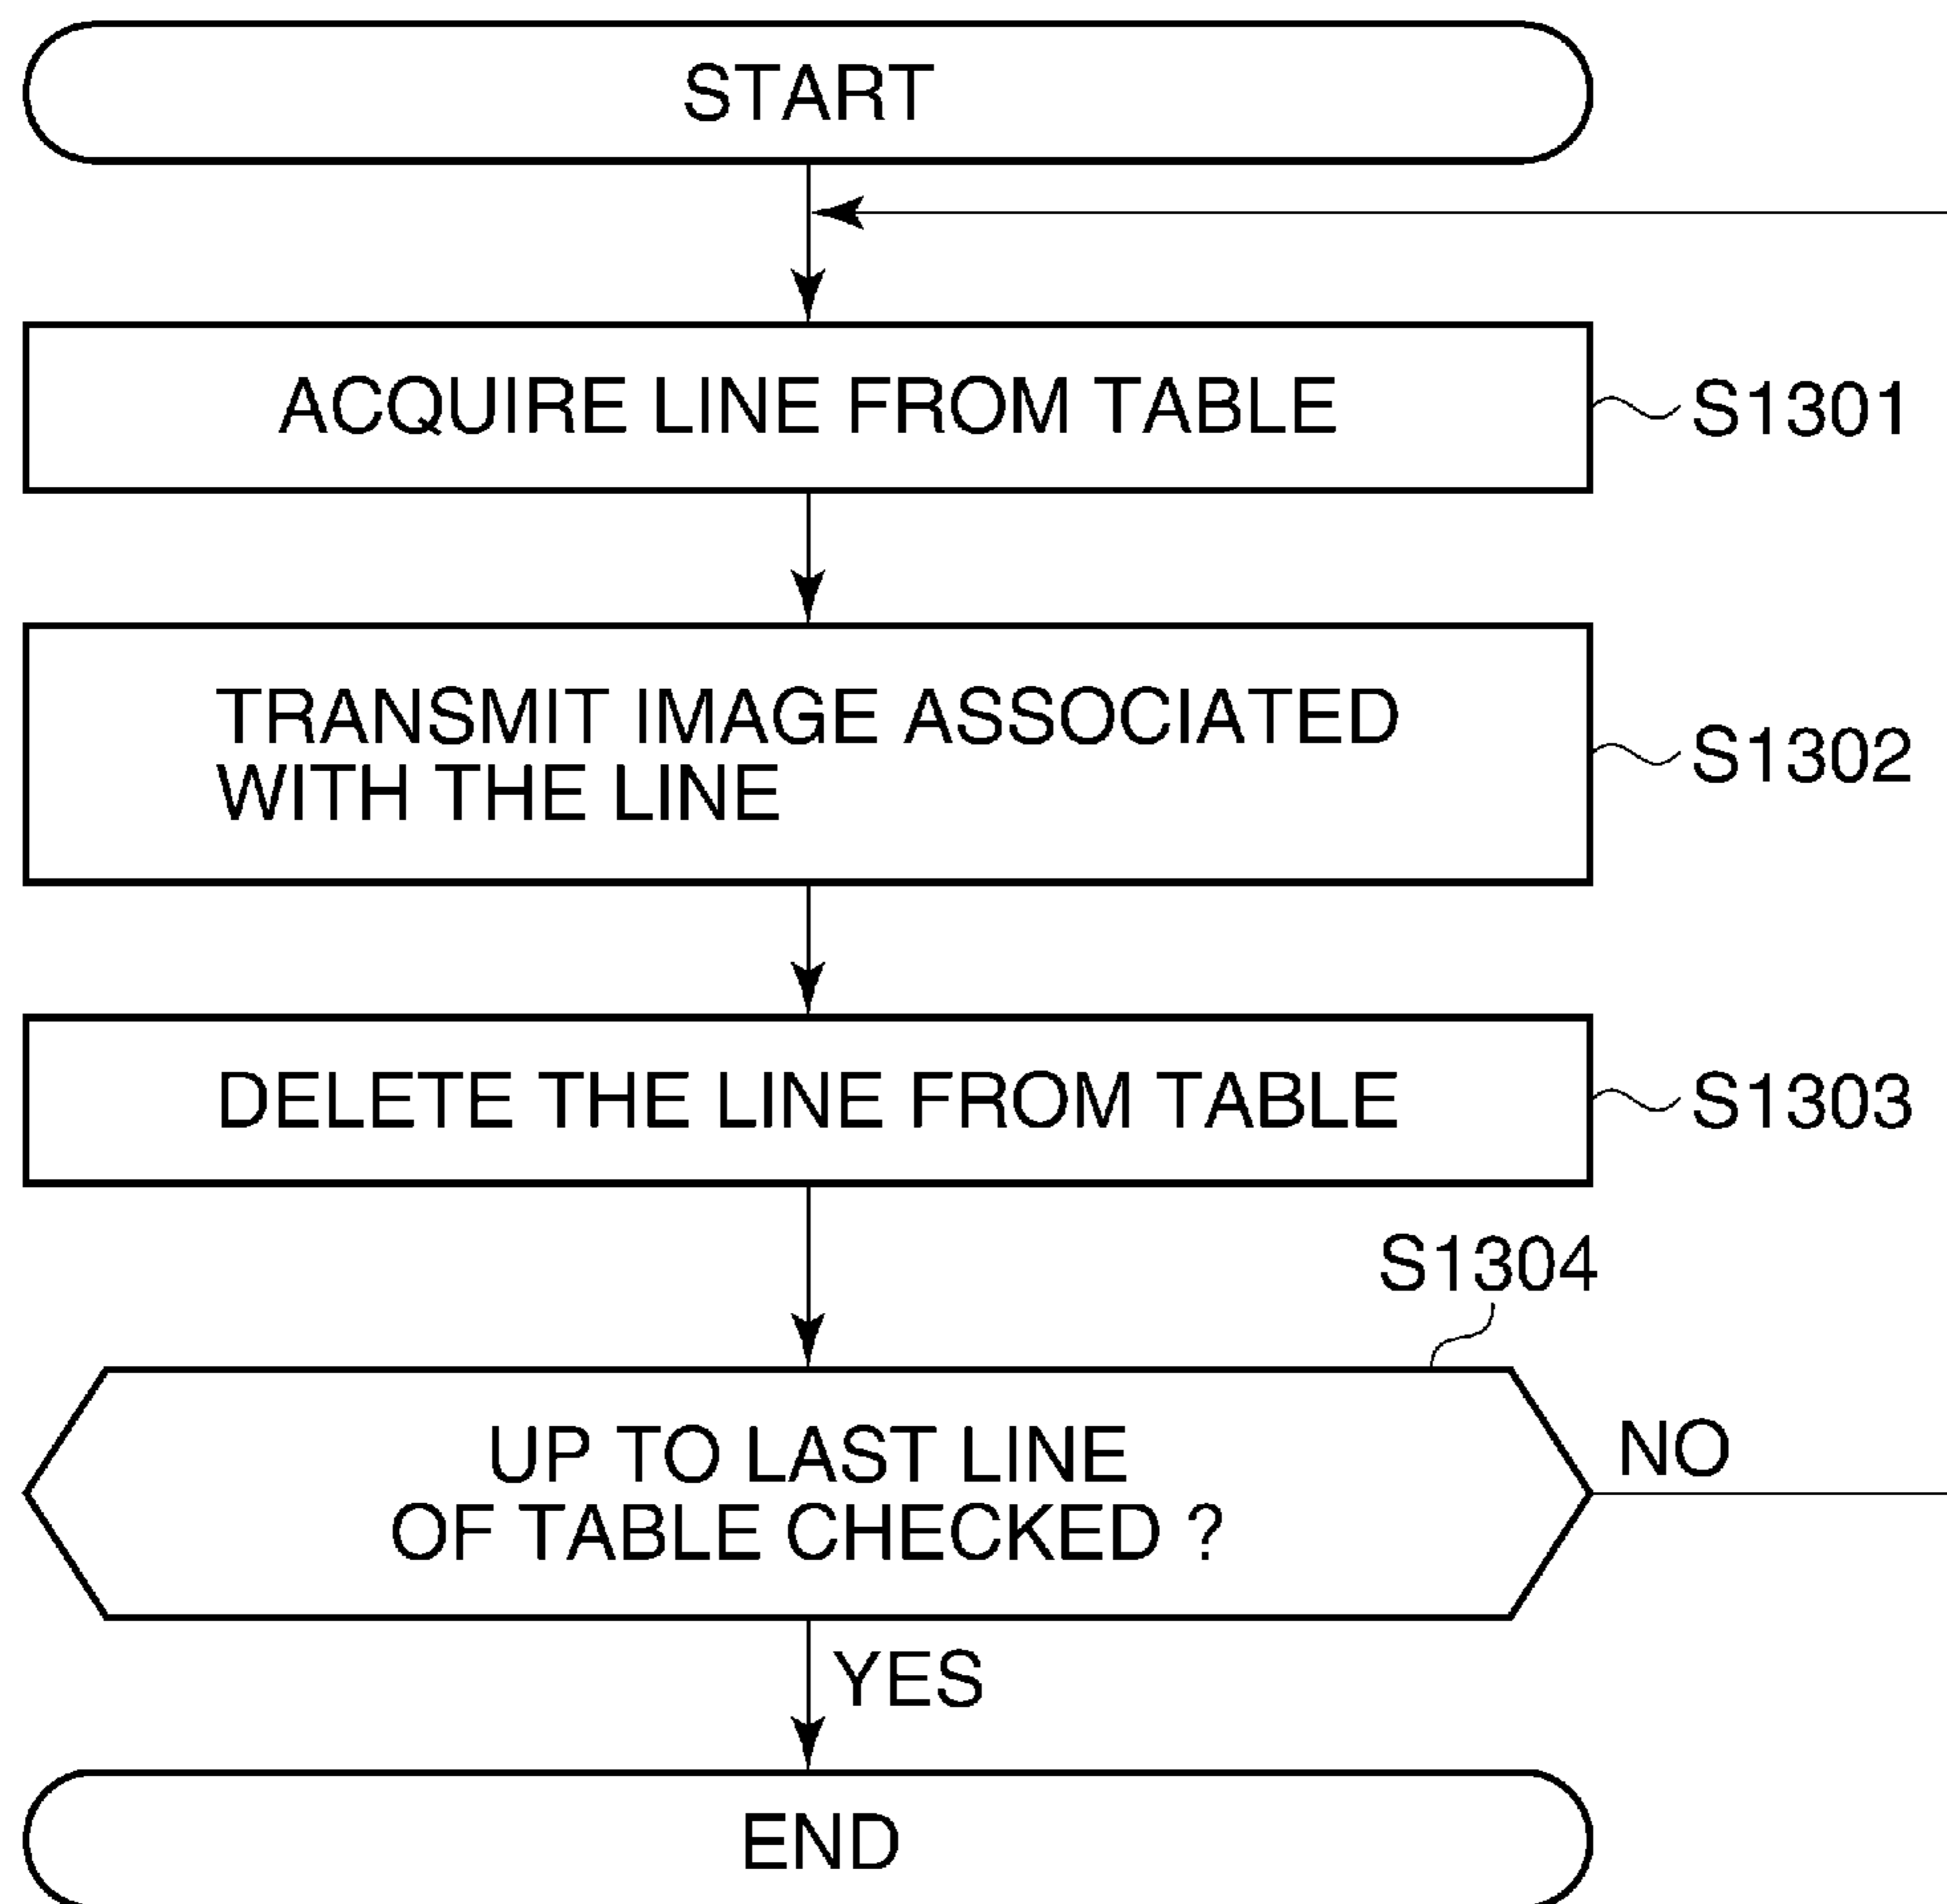 START
ACQUIRE LINE FROM TABLE
S1301
TRANSMIT IMAGE ASSOCIATED
WITH THE LINE
S1302
DELETE THE LINE FROM TABLE
S1303
S1304
UP TO LAST LINE
OF TABLE CHECKED ?
NO
YES
END